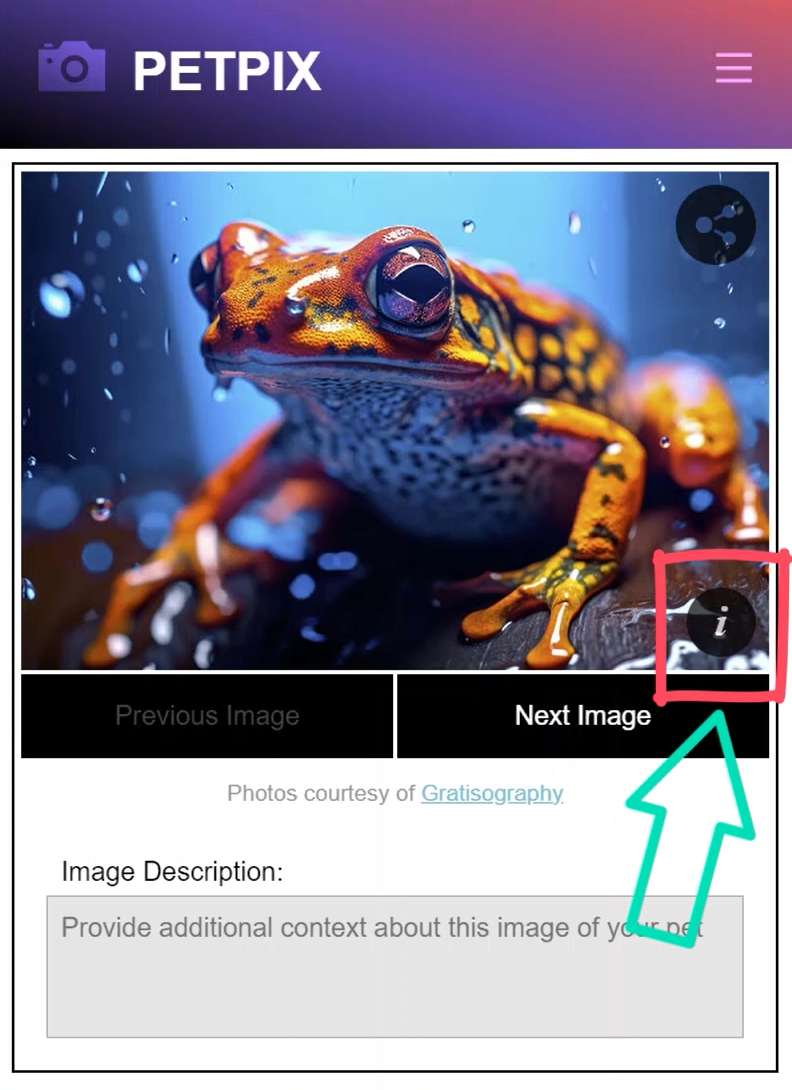 PETPIX
i
Previous Image
Next Image
Photos courtesy of Gratisography
Image Description:
Provide additional context about this image of your pet